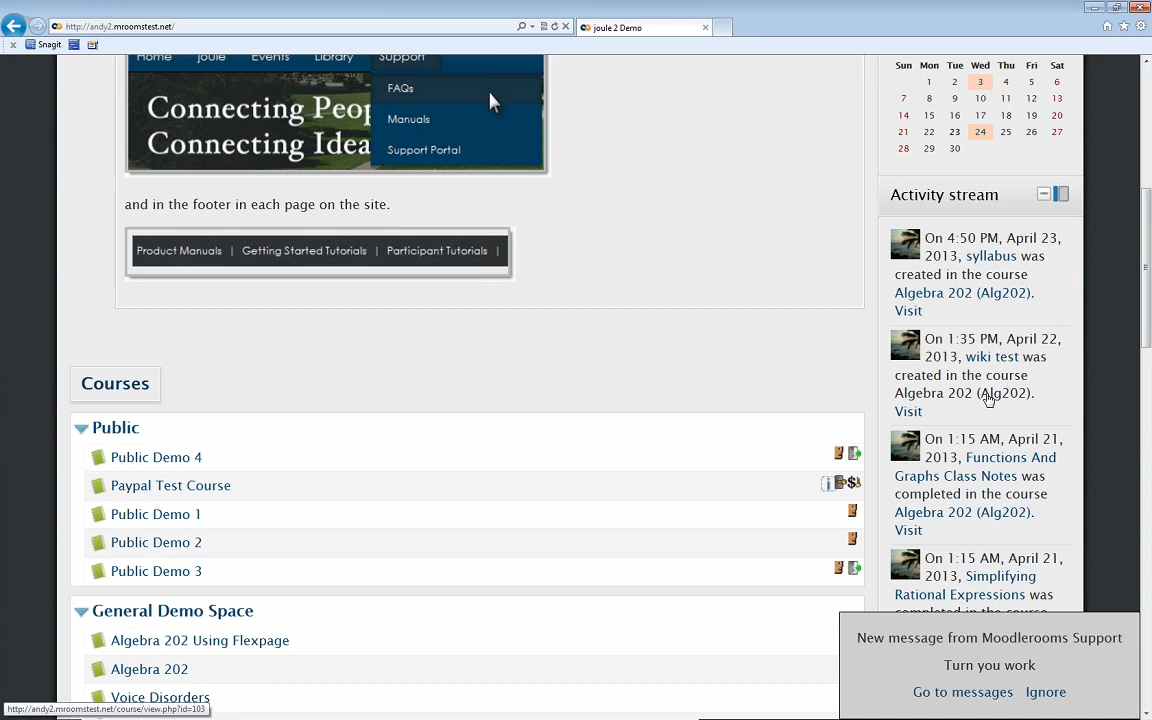 http://andy2.mroomstest.net/
joule 2 Demo
Snagit
Home joule Events Library Support
FAQs
Manuals
Support Portal
Connecting Peop
Connecting Idea
and in the footer in each page on the site.
Product Manuals | Getting Started Tutorials | Participant Tutorials |
Courses
Public
Public Demo 4
Paypal Test Course
Public Demo 1
Public Demo 2
Public Demo 3
General Demo Space
Algebra 202 Using Flexpage
Algebra 202
Voice Disorders
http://andy2.mroomstest.net/course/view.php?id=103
Sun Mon Tue Wed Thu Fri Sat
1 2 3 4 5 6
7 8 9 10 11 12 13
14 15 16 17 18 19 20
21 22 23 24 25 26 27
28 29 30
Activity stream
On 4:50 PM, April 23,
2013, syllabus was
created in the course
Algebra 202 (Alg202).
Visit
On 1:35 PM, April 22,
2013, wiki test was
created in the course
Algebra 202 (Alg202).
Visit
On 1:15 AM, April 21,
2013, Functions And
Graphs Class Notes was
completed in the course
Algebra 202 (Alg202).
Visit
On 1:15 AM, April 21,
2013, Simplifying
Rational Expressions was
completed in the course
New message from Moodlerooms Support
Turn you work
Go to messages Ignore